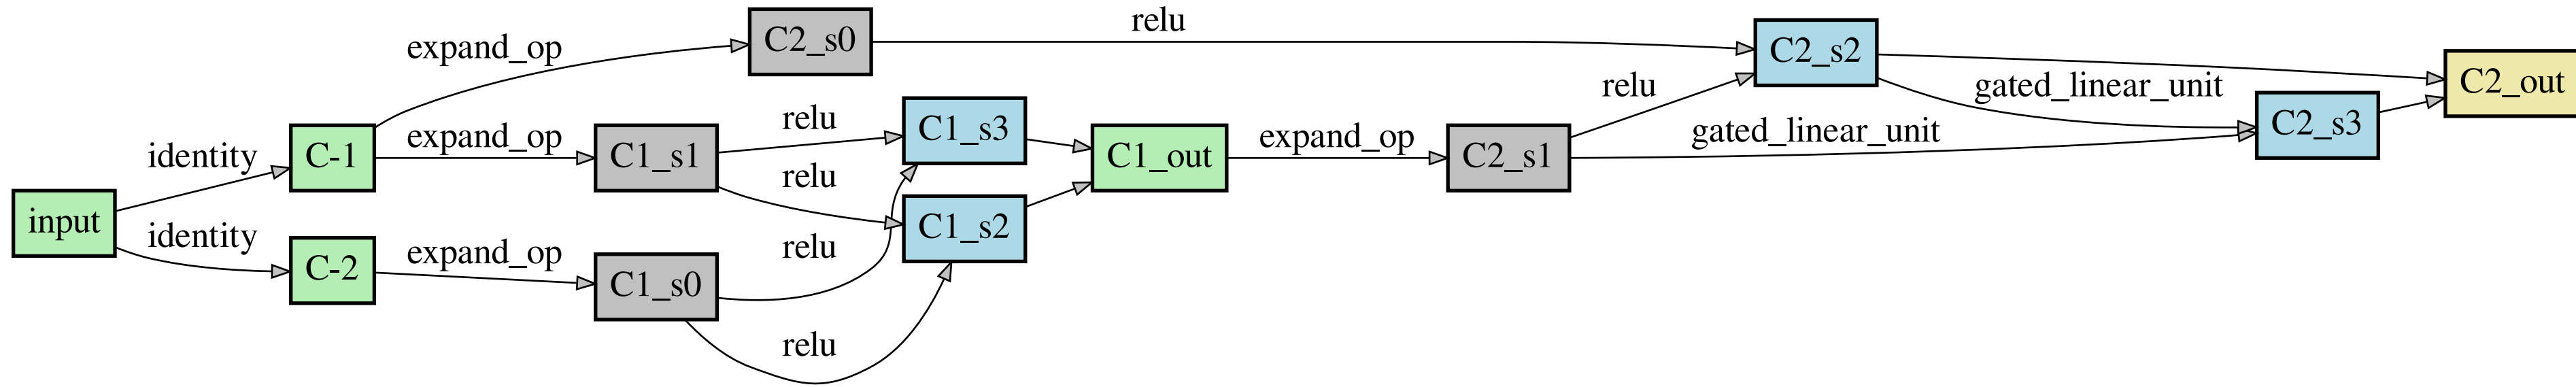 input
identity
identity
C-1
C-2
expand_op
expand_op
expand_op
C2_s0
C1_s1
C1_s0
relu
relu
relu
relu
relu
C1_s3
C1_s2
C1_out
expand_op
C2_s1
relu
gated_linear_unit
C2_s2
gated_linear_unit
C2_s3
C2_out